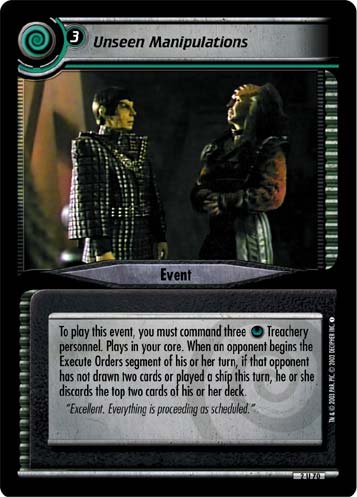 3
Unseen Manipulations
Event
To play this event, you must command three Treachery
personnel. Plays in your core. When an opponent begins the
Execute Orders segment of his or her turn, if that opponent
has not drawn two cards or played a ship this turn, he or she
discards the top two cards of his or her deck.
"Excellent. Everything is proceeding as scheduled."
TM & © 2003 PAR. PIC. © 2003 DECIPHER INC.
2 U 70